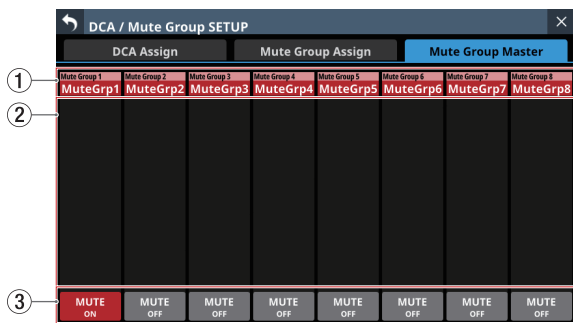 DCA / Mute Group SETUP
DCA Assign Mute Group Assign Mute Group Master
1
Mute Group 1 Mute Group 2 Mute Group 3 Mute Group 4 Mute Group 5 Mute Group 6 Mute Group 7 Mute Group 8
MuteGrp1 MuteGrp2 MuteGrp3 MuteGrp4 MuteGrp5 MuteGrp6 MuteGrp7 MuteGrp8
2
3
MUTE MUTE MUTE MUTE MUTE MUTE MUTE MUTE
ON OFF OFF OFF OFF OFF OFF OFF